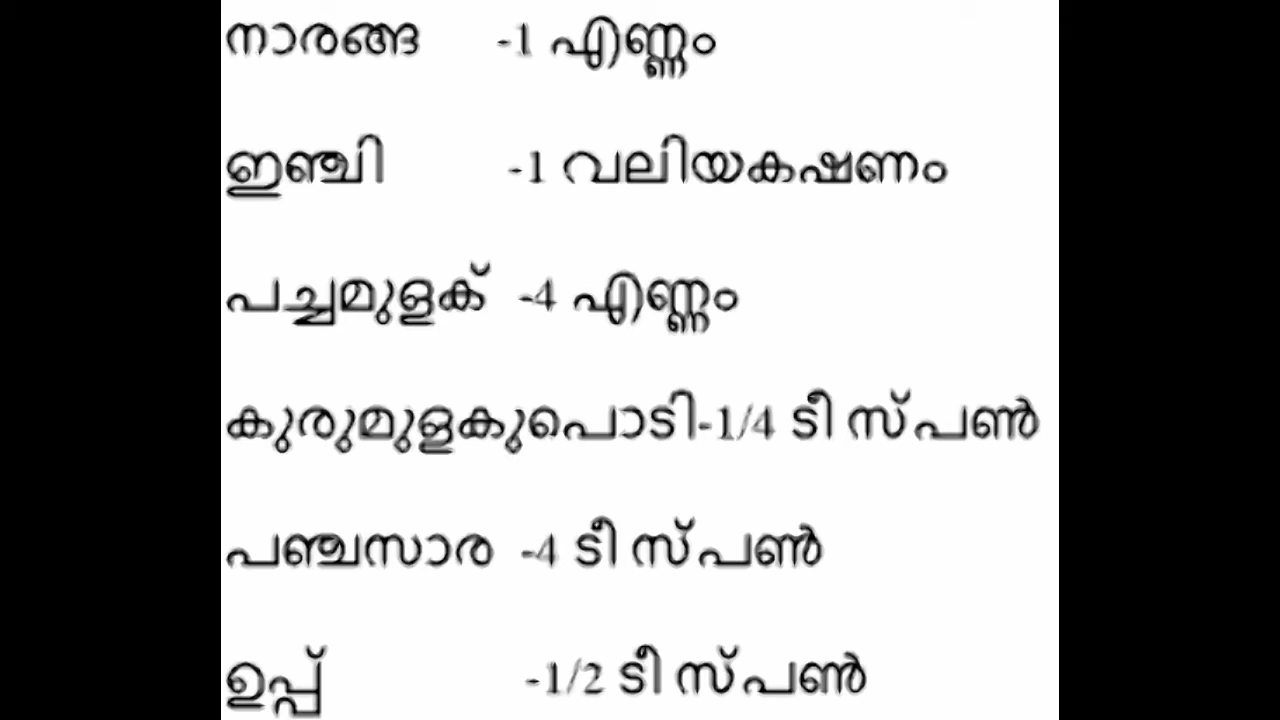 നാരങ്ങ -1 എണ്ണം
ഇഞ്ചി -1 വലിയകഷണം
പച്ചമുളക് -4 എണ്ണം
കുരുമുളകുപൊടി-1/4 ടീ സ്പൺ
പഞ്ചസാര -4 ടീ സ്പൺ
ഉപ്പ് -1/2 ടീ സ്പൺ